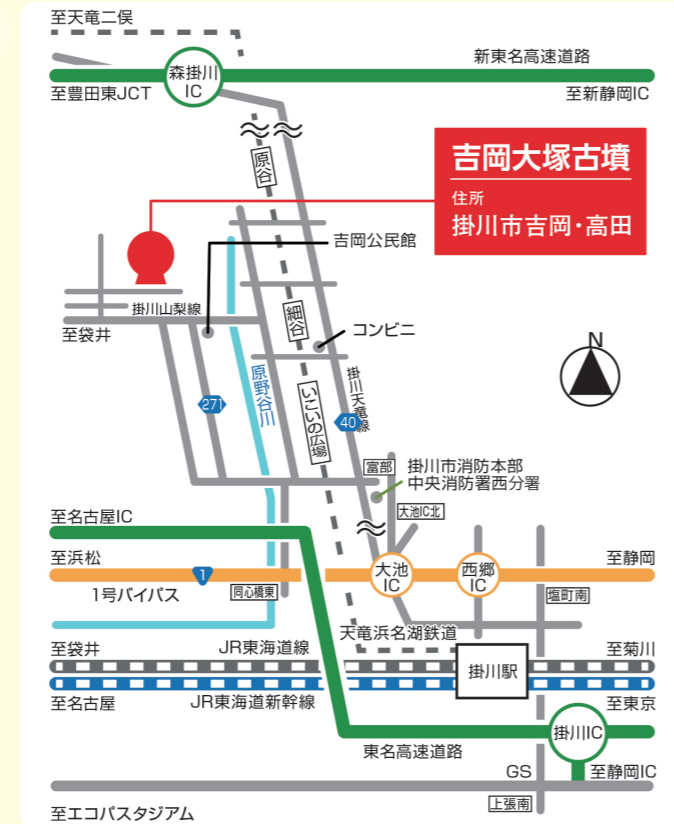 至天竜二俣
新東名高速道路
森掛川
IC
至豊田東JCT
至新静岡IC
原谷
吉岡大塚古墳
住所
掛川市吉岡・高田
吉岡公民館
掛川山梨線
至袋井
細谷
コンビニ
N
原野谷川
掛川天竜線
271
40
いこいの広場
富部
掛川市消防本部
中央消防署西分署
大池IC北
至名古屋IC
至浜松
至静岡
1
大池
IC
西郷
IC
1号バイパス
同心橋東
塩町南
天竜浜名湖鉄道
至袋井
JR東海道線
至菊川
掛川駅
至名古屋
JR東海道新幹線
至東京
掛川IC
東名高速道路
GS
至静岡IC
上張南
至エコパスタジアム